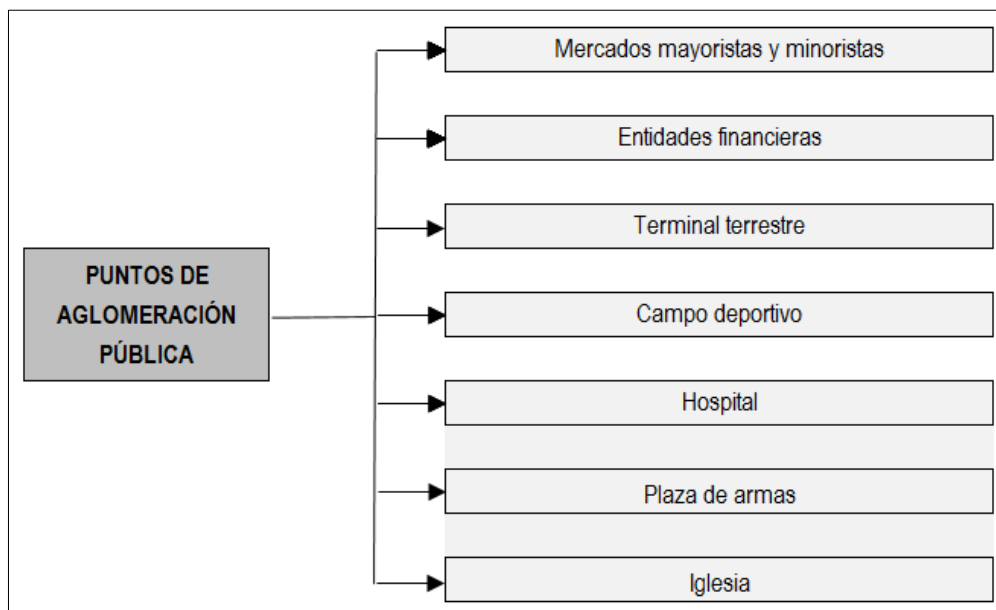 PUNTOS DE
AGLOMERACIÓN
PÚBLICA
Mercados mayoristas y minoristas
Entidades financieras
Terminal terrestre
Campo deportivo
Hospital
Plaza de armas
Iglesia